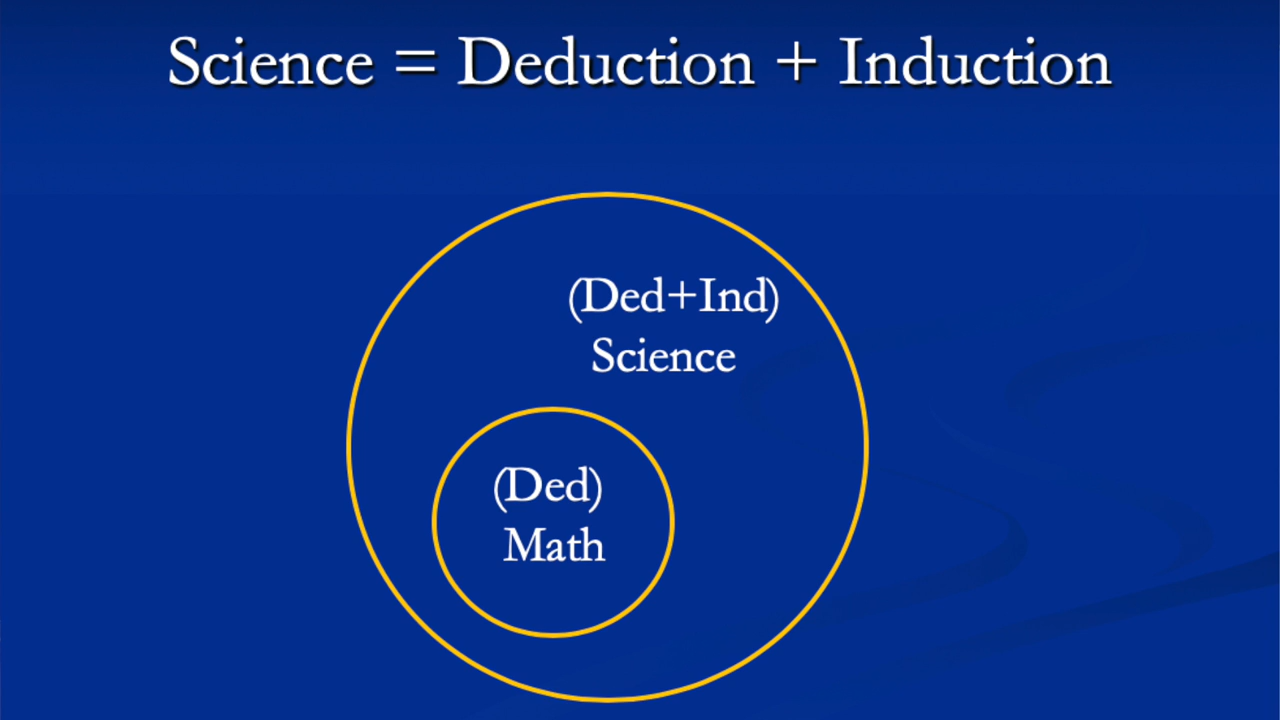 Science = Deduction + Induction
(Ded+Ind)
Science
(Ded)
Math